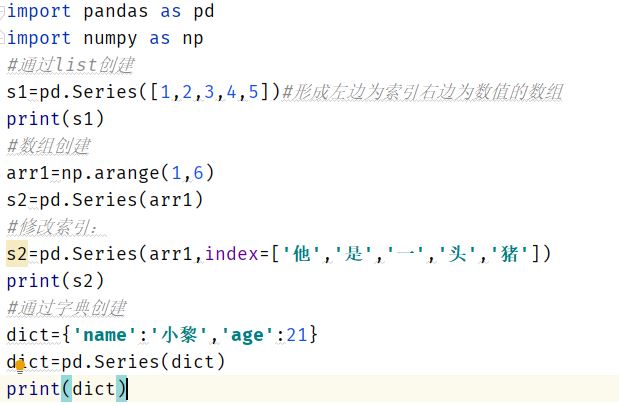 import pandas as pd
import numpy as np
#通过list创建
s1=pd.Series([1,2,3,4,5])#形成左边为索引右边为数值的数组
print(s1)
#数组创建
arr1=np.arange(1,6)
s2=pd.Series(arr1)
#修改索引：
s2=pd.Series(arr1,index=['他','是','一','头','猪'])
print(s2)
#通过字典创建
dict={'name':'小黎','age':21}
dict=pd.Series(dict)
print(dict)